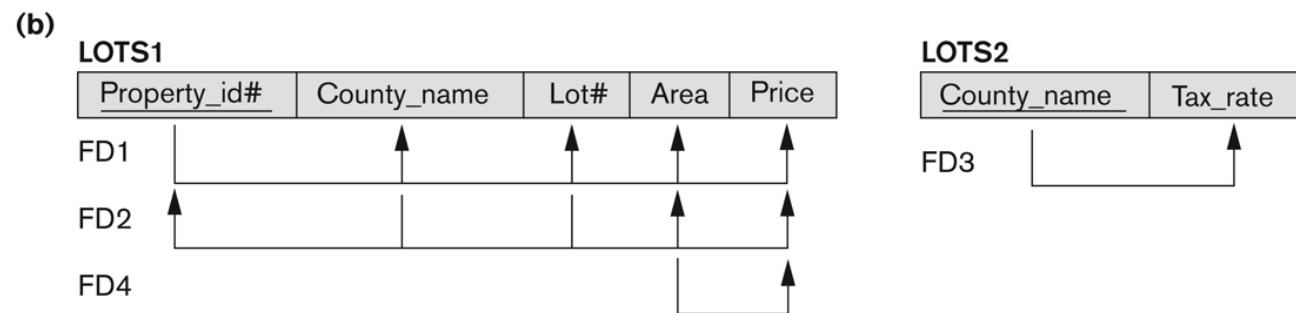 (b)
LOTS1
Property_id# County_name Lot# Area Price
FD1
FD2
FD4
LOTS2
County_name Tax_rate
FD3